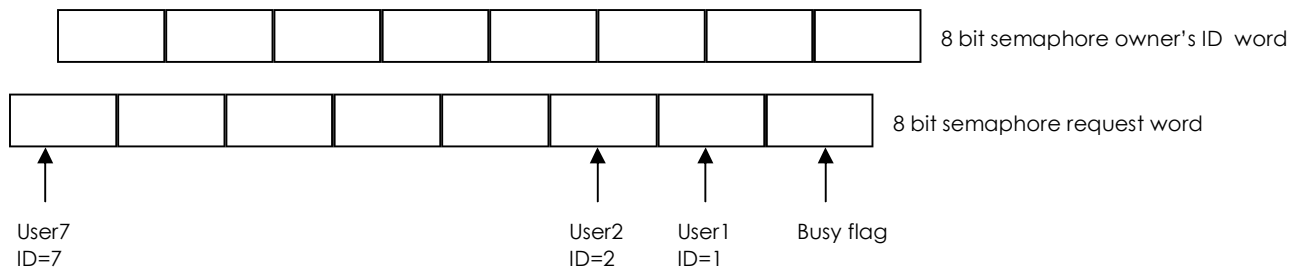 8 bit semaphore owner's ID word
8 bit semaphore request word
User7
ID=7
User2
ID=2
User1
ID=1
Busy flag